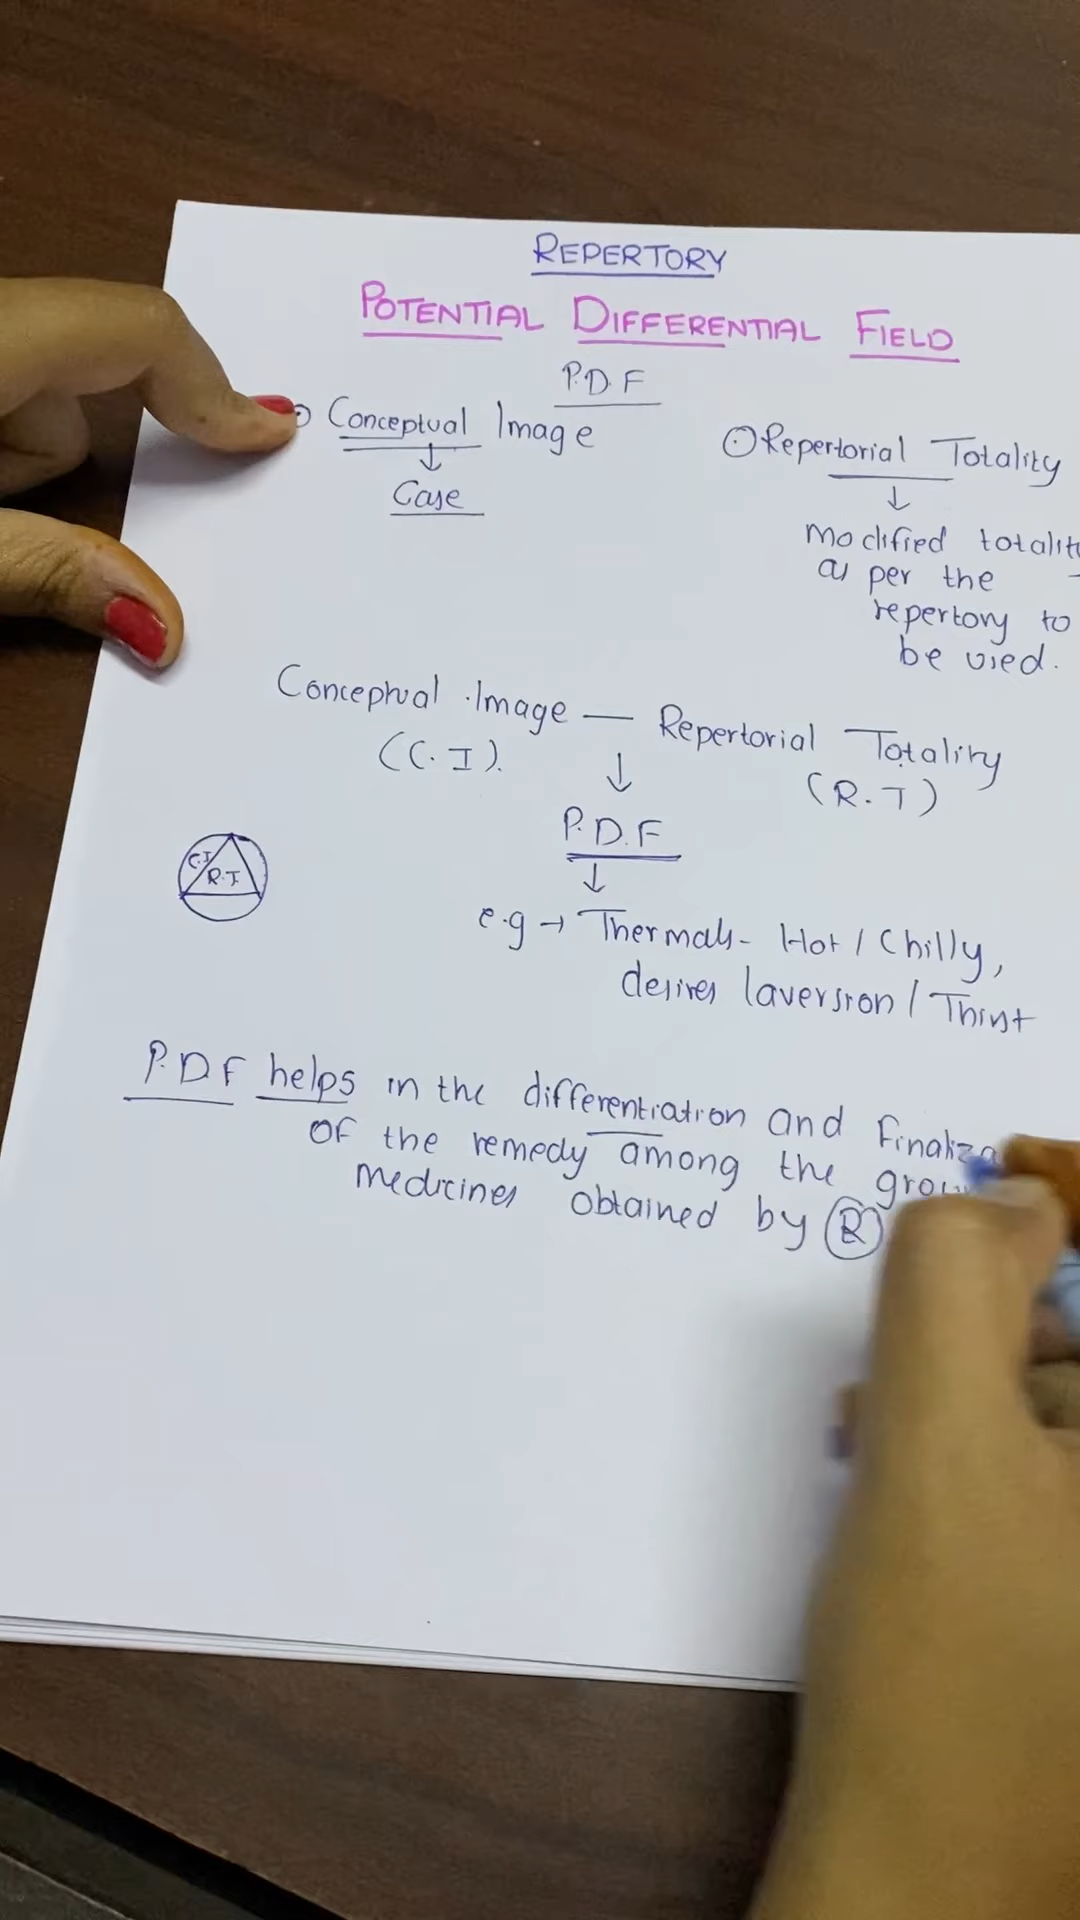 REPERTORY
POTENTIAL DIFFERENTIAL FIELD
P.D.F
Conceptual Image
↓
Case
⊙ Repertorial Totality
↓
modified
as per the
repertory to
be used.
Conceptual Image — Repertorial Totality
(C.I). ↓ (R.T)
P.D.F
↓
C.I
R.T.
e.g → Thermals - Hot / Chilly,
desires / aversion / Thirst
P.D.F helps in the differentiation and
of the remedy among the
medicines obtained by R